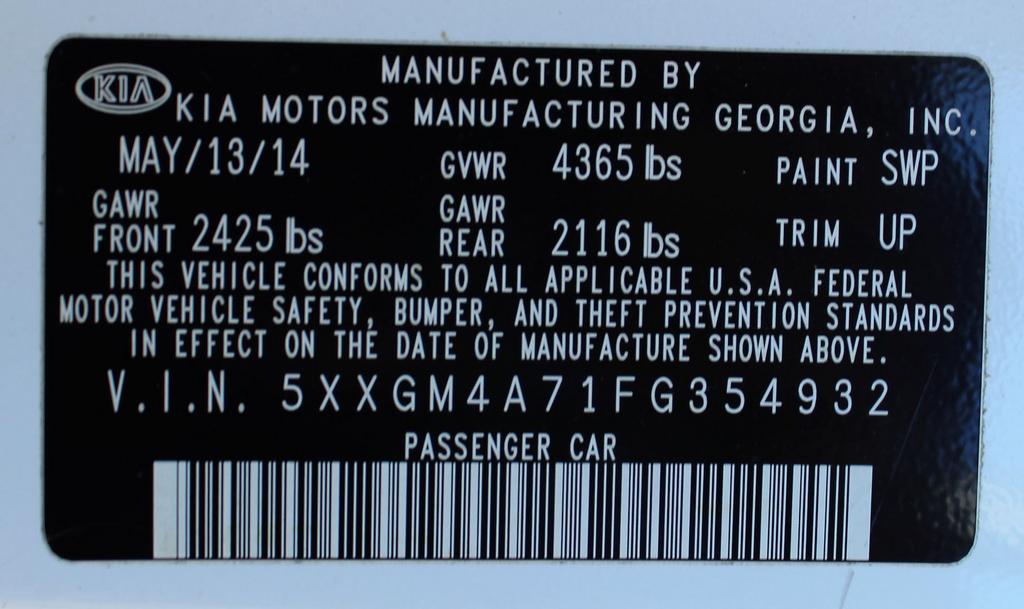 KIA
MANUFACTURED BY
KIA MOTORS MANUFACTURING GEORGIA, INC.
MAY/13/14 GVWR 4365 lbs PAINT SWP
GAWR FRONT 2425 lbs GAWR REAR 2116 lbs TRIM UP
THIS VEHICLE CONFORMS TO ALL APPLICABLE U.S.A. FEDERAL
MOTOR VEHICLE SAFETY, BUMPER, AND THEFT PREVENTION STANDARDS
IN EFFECT ON THE DATE OF MANUFACTURE SHOWN ABOVE.
V.I.N. 5XXGM4A71FG354932
PASSENGER CAR